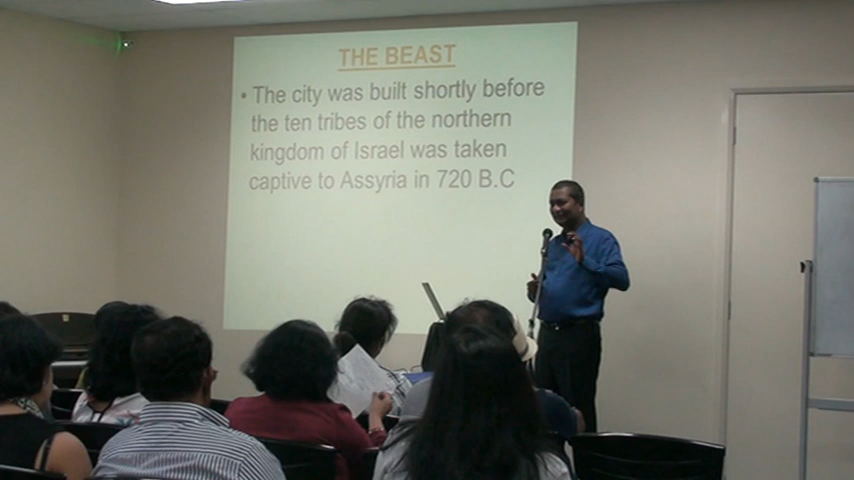 THE BEAST
• The city was built shortly before
the ten tribes of the northern
kingdom of Israel was taken
captive to Assyria in 720 B.C